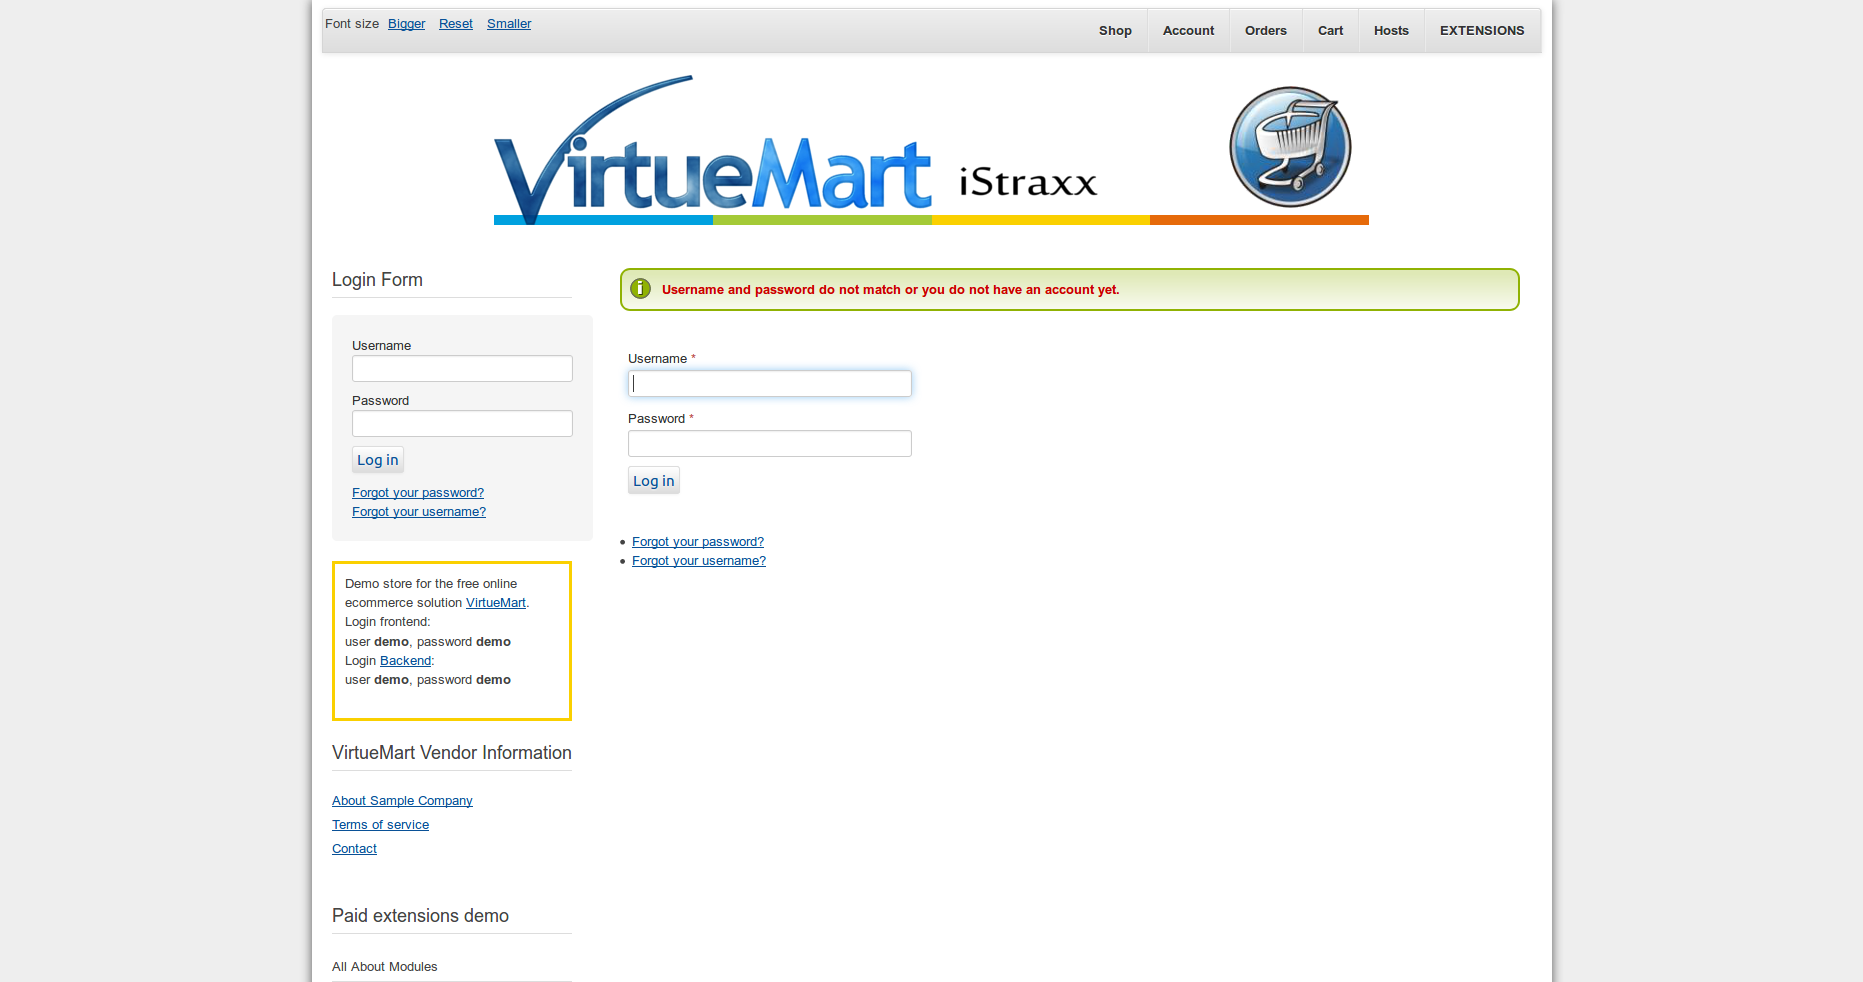 Font size Bigger Reset Smaller
Shop Account Orders Cart Hosts EXTENSIONS
VirtueMart iStraxx
Login Form
Username
Password
Log in
Forgot your password?
Forgot your username?
Demo store for the free online
ecommerce solution VirtueMart.
Login frontend:
user demo, password demo
Login Backend:
user demo, password demo
VirtueMart Vendor Information
About Sample Company
Terms of service
Contact
Paid extensions demo
All About Modules
Username and password do not match or you do not have an account yet.
Username *
Password *
Log in
Forgot your password?
Forgot your username?